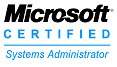 Microsoft
CERTIFIED
Systems Administrator